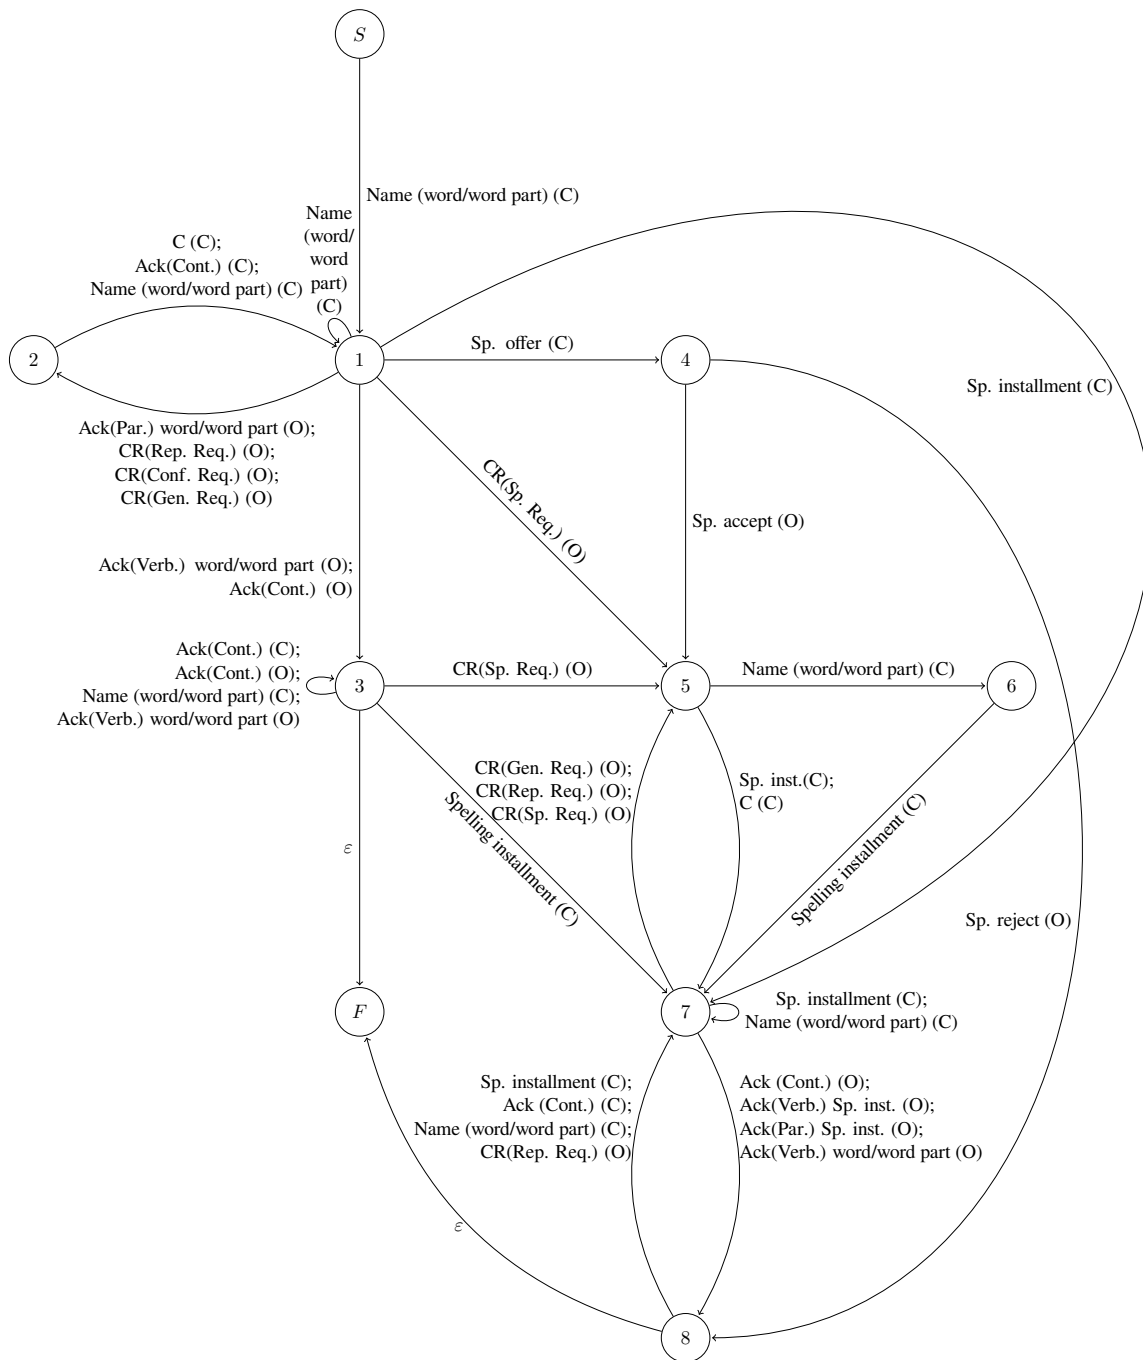 S
Name (word/word part) (C)
Name
(word/
word
part)
(C)
C (C);
Ack(Cont.) (C);
Name (word/word part) (C)
2
1
Sp. offer (C)
4
Sp. installment (C)
Ack(Par.) word/word part (O);
CR(Rep. Req.) (O);
CR(Conf. Req.) (O);
CR(Gen. Req.) (O)
CR(Sp. Req.) (O)
Sp. accept (O)
Ack(Verb.) word/word part (O);
Ack(Cont.) (O)
Ack(Cont.) (C);
Ack(Cont.) (O);
Name (word/word part) (C);
Ack(Verb.) word/word part (O)
3
CR(Sp. Req.) (O)
5
Name (word/word part) (C)
6
CR(Gen. Req.) (O);
CR(Rep. Req.) (O);
CR(Sp. Req.) (O)
Sp. inst.(C);
C (C)
Spelling installment (C)
Spelling installment (C)
ε
Sp. reject (O)
F
7
Sp. installment (C);
Name (word/word part) (C)
Sp. installment (C);
Ack (Cont.) (C);
Name (word/word part) (C);
CR(Rep. Req.) (O)
Ack (Cont.) (O);
Ack(Verb.) Sp. inst. (O);
Ack(Par.) Sp. inst. (O);
Ack(Verb.) word/word part (O)
ε
8